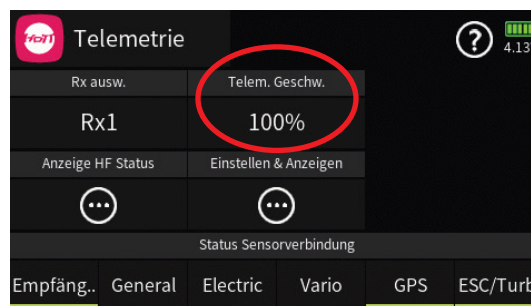 HoTT Telemetrie ?
4.13
Rx ausw. Telem. Geschw.
Rx1 100%
Anzeige HF Status Einstellen & Anzeigen
Status Sensorverbindung
Empfäng.. General Electric Vario GPS ESC/Turb